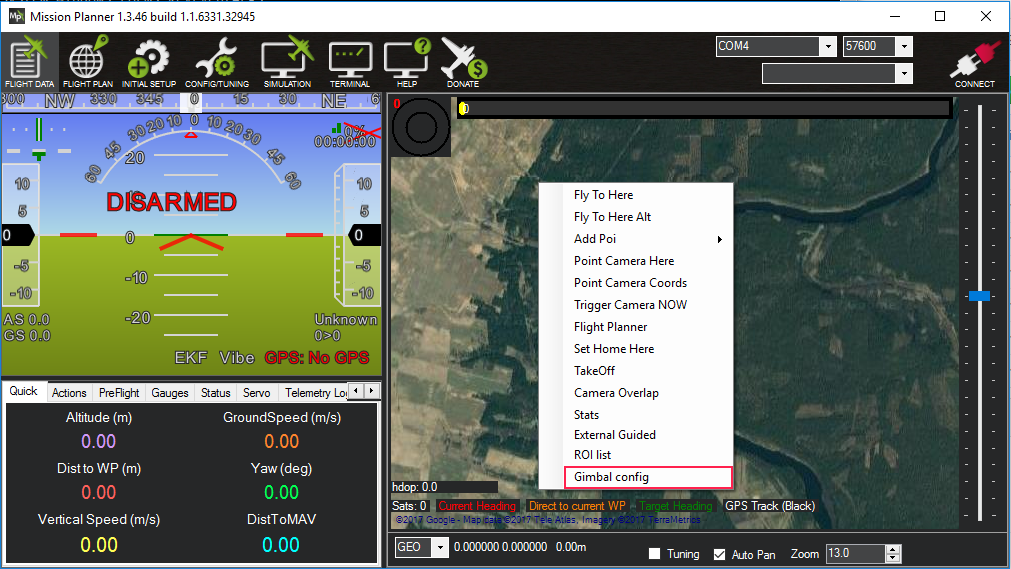 Mission Planner 1.3.46 build 1.1.6331.32945
COM4 57600
FLIGHT DATA FLIGHT PLAN INITIAL SETUP CONFIG/TUNING SIMULATION TERMINAL HELP DONATE CONNECT
300 NW 330 345 0 15 30 NE 6
0
0%
00:00:00
60 45 30 20 10 0 10 20 30 45 60
20
DISARMED
10 10
5 5
0 0 0
-5 -5
-10 -10 -10
-20
AS 0.0 Unknown
GS 0.0 0>0
EKF Vibe GPS: No GPS
Quick Actions PreFlight Gauges Status Servo Telemetry Lo
Altitude (m) GroundSpeed (m/s)
0.00 0.00
Dist to WP (m) Yaw (deg)
0.00 0.00
Vertical Speed (m/s) DistToMAV
0.00 0.00
Fly To Here
Fly To Here Alt
Add Poi
Point Camera Here
Point Camera Coords
Trigger Camera NOW
Flight Planner
Set Home Here
TakeOff
Camera Overlap
Stats
External Guided
ROI list
Gimbal config
hdop: 0.0
Sats: 0 Current Heading Direct to current WP Target Heading GPS Track (Black)
©2017 Google - Map data ©2017 Tele Atlas, Imagery ©2017 TerraMetrics
GEO 0.000000 0.000000 0.00m Tuning Auto Pan Zoom 13.0